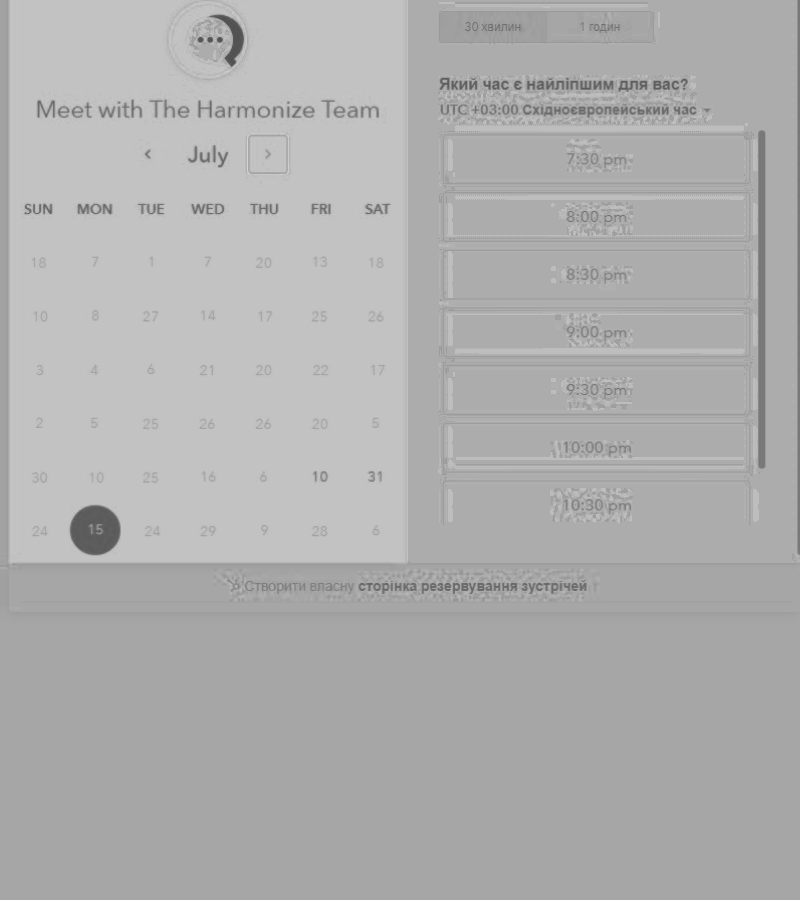 Meet with The Harmonize Team
July
SUN MON TUE WED THU FRI SAT
18 7 1 7 20 13 18
10 8 27 14 17 25 26
3 4 6 21 20 22 17
2 5 25 26 26 20 5
30 10 25 16 6 10 31
24 15 24 29 9 28 6
30 хвилин 1 годин
Який час є найліпшим для вас?
UTC +03:00 Східноєвропейський час
7:30 pm
8:00 pm
8:30 pm
9:00 pm
9:30 pm
10:00 pm
10:30 pm
Створити власну сторінка резервування зустрічей